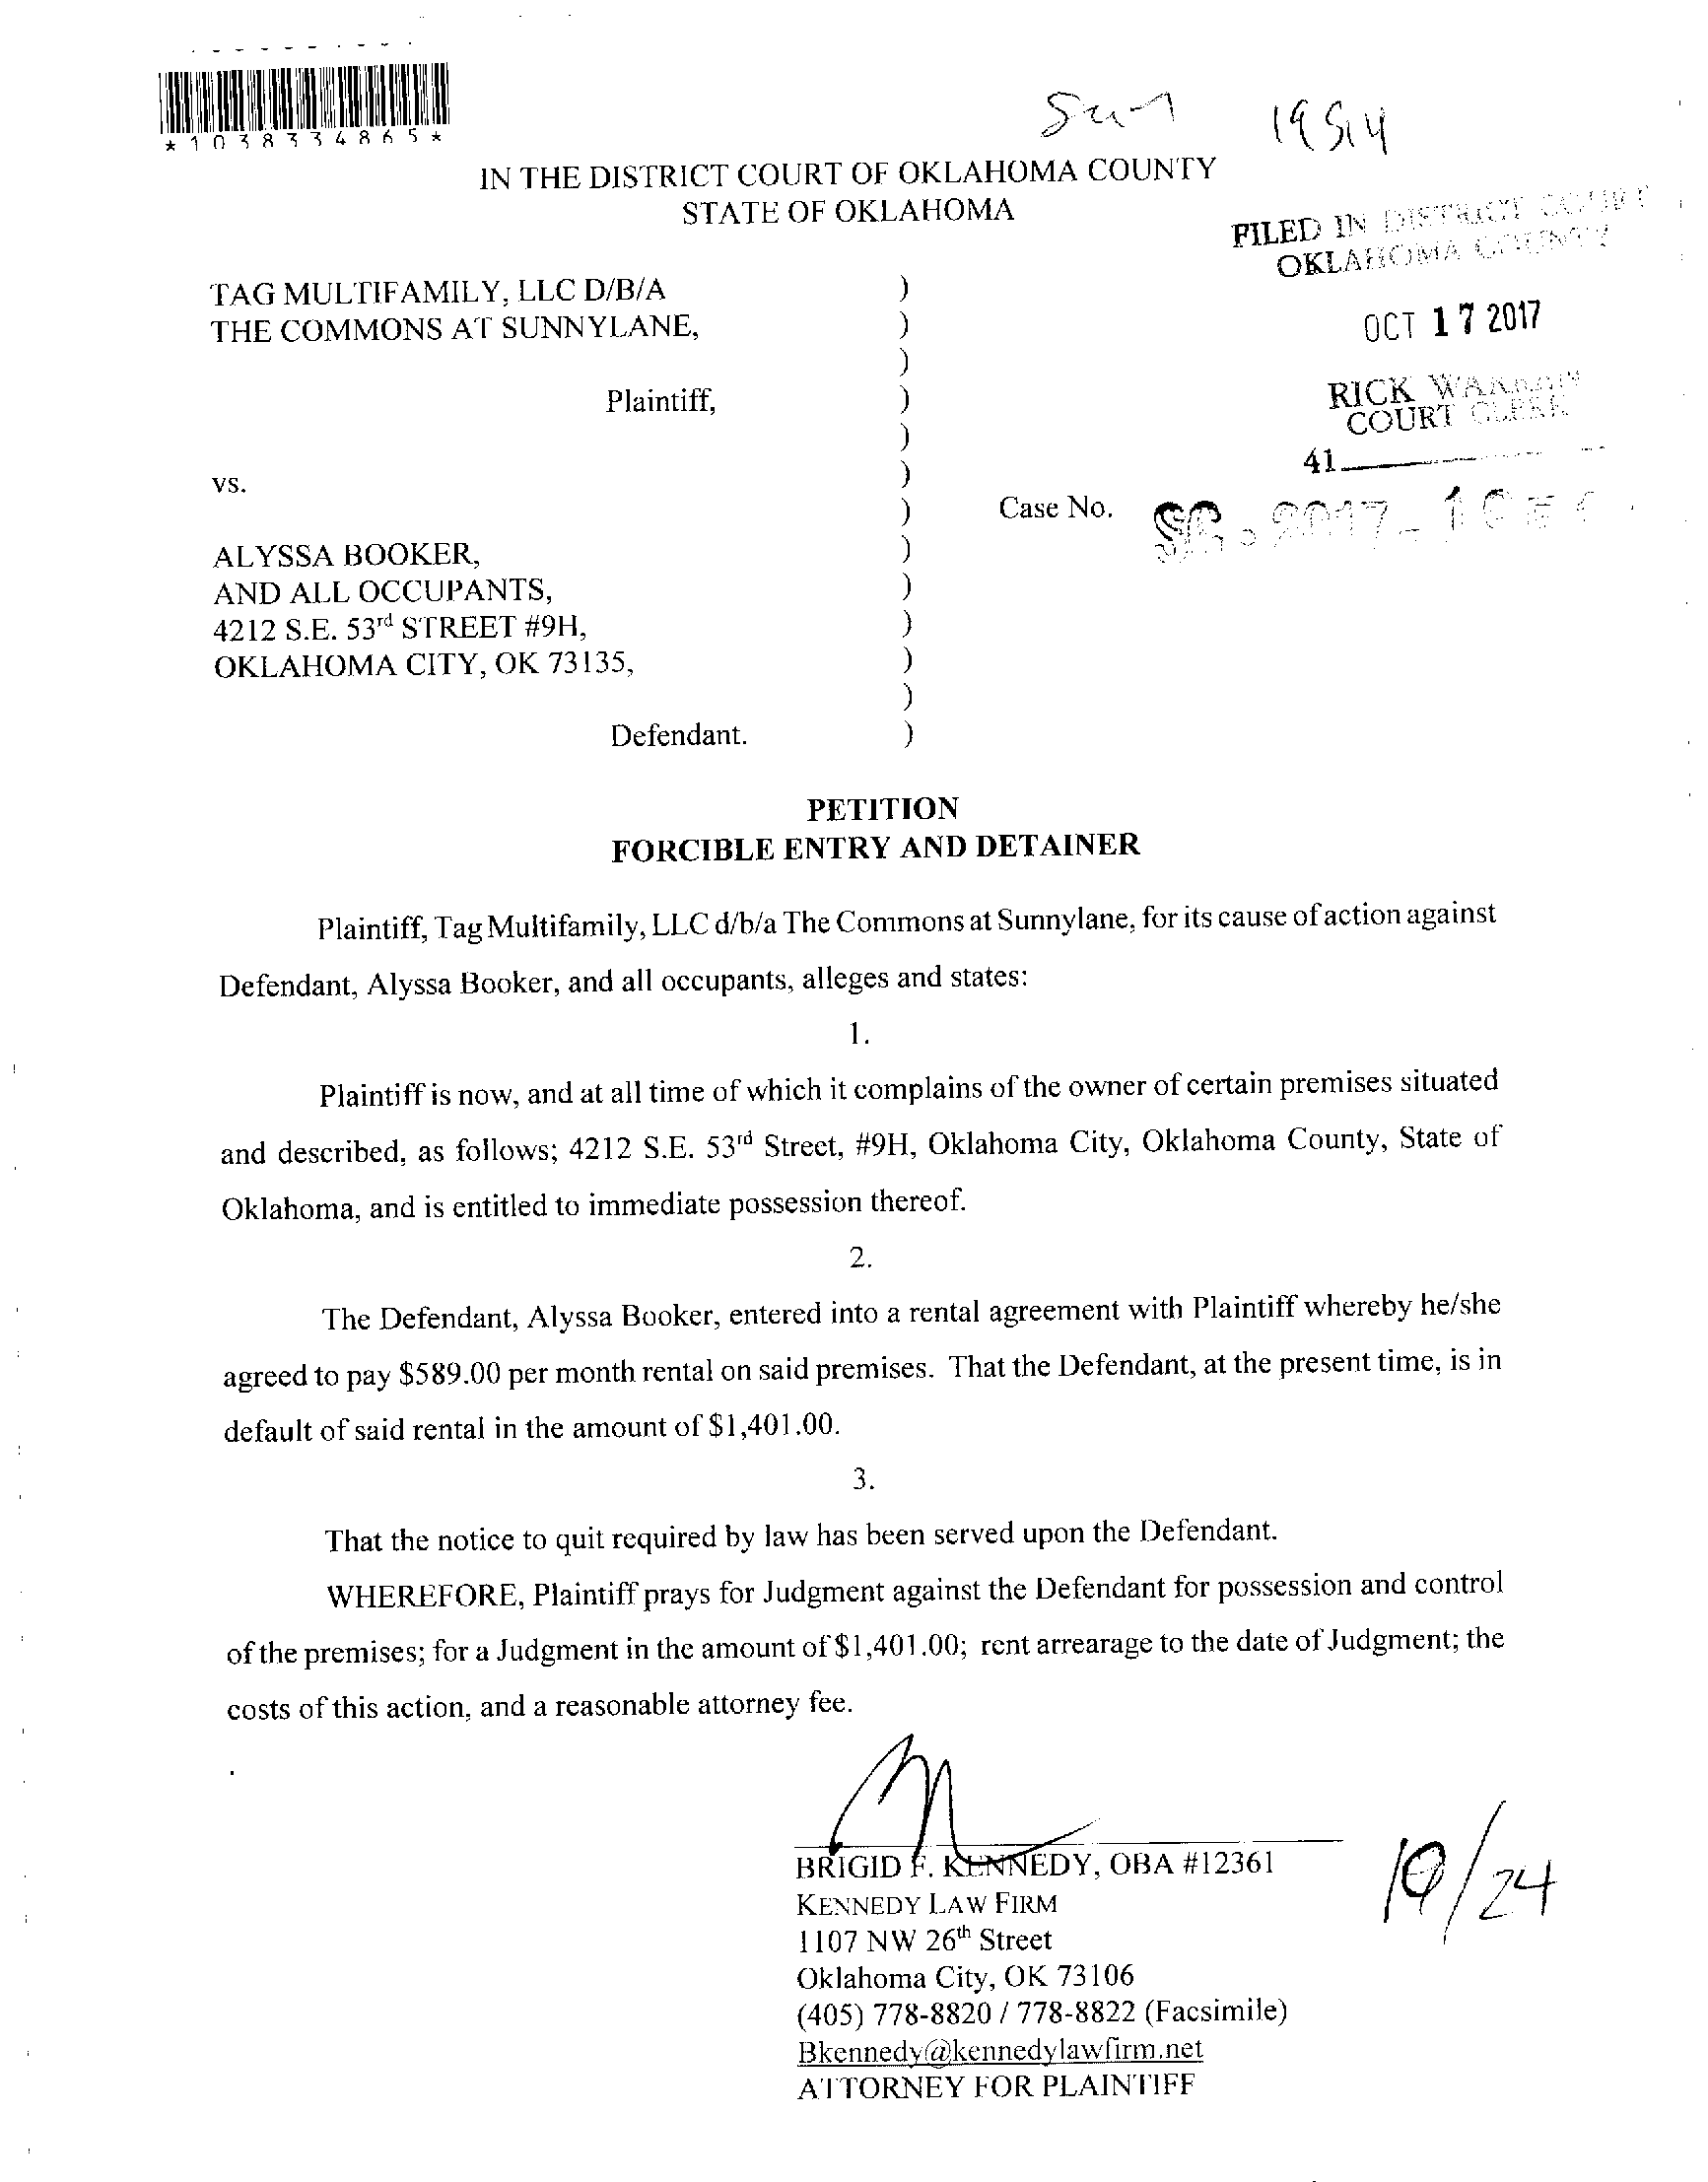 *1038334865*
19514
IN THE DISTRICT COURT OF OKLAHOMA COUNTY
STATE OF OKLAHOMA
FILED IN DISTRICT COURT
OKLAHOMA COUNTY
OCT 17 2017
RICK WARREN
COURT CLERK
41
TAG MULTIFAMILY, LLC D/B/A )
THE COMMONS AT SUNNYLANE, )
)
Plaintiff, )
)
vs. )
) Case No. SC - 2017 -
ALYSSA BOOKER, )
AND ALL OCCUPANTS, )
4212 S.E. 53rd STREET #9H, )
OKLAHOMA CITY, OK 73135, )
)
Defendant. )
PETITION
FORCIBLE ENTRY AND DETAINER
Plaintiff, Tag Multifamily, LLC d/b/a The Commons at Sunnylane, for its cause of action against
Defendant, Alyssa Booker, and all occupants, alleges and states:
1.
Plaintiff is now, and at all time of which it complains of the owner of certain premises situated
and described, as follows; 4212 S.E. 53rd Street, #9H, Oklahoma City, Oklahoma County, State of
Oklahoma, and is entitled to immediate possession thereof.
2.
The Defendant, Alyssa Booker, entered into a rental agreement with Plaintiff whereby he/she
agreed to pay $589.00 per month rental on said premises. That the Defendant, at the present time, is in
default of said rental in the amount of $1,401.00.
3.
That the notice to quit required by law has been served upon the Defendant.
WHEREFORE, Plaintiff prays for Judgment against the Defendant for possession and control
of the premises; for a Judgment in the amount of $1,401.00; rent arrearage to the date of Judgment; the
costs of this action, and a reasonable attorney fee.
BRIGID F. KENNEDY, OBA #12361
KENNEDY LAW FIRM
1107 NW 26th Street
Oklahoma City, OK 73106
(405) 778-8820 / 778-8822 (Facsimile)
Bkennedy@kennedylawfirm.net
ATTORNEY FOR PLAINTIFF
10/24